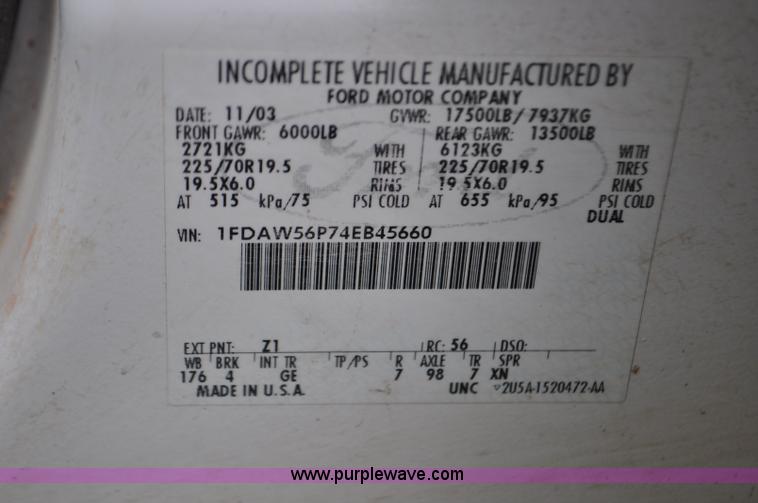 INCOMPLETE VEHICLE MANUFACTURED BY
FORD MOTOR COMPANY
DATE: 11/03 GVWR: 17500LB/ 7937KG
FRONT GAWR: 6000LB REAR GAWR: 13500LB
2721KG WITH 6123KG WITH
225/70R19.5 TIRES 225/70R19.5 TIRES
19.5X6.0 RIMS 19.5X6.0 RIMS
AT 515 kPa/75 PSI COLD AT 655 kPa/95 PSI COLD
DUAL
VIN: 1FDAW56P74EB45660
EXT PNT: Z1 RC: 56 DSO:
WB BRK INT TR TP/PS R AXLE TR SPR
176 4 GE 7 98 7 XN
MADE IN U.S.A. UNC 2U5A-1520472-AA
Ford
www.purplewave.com